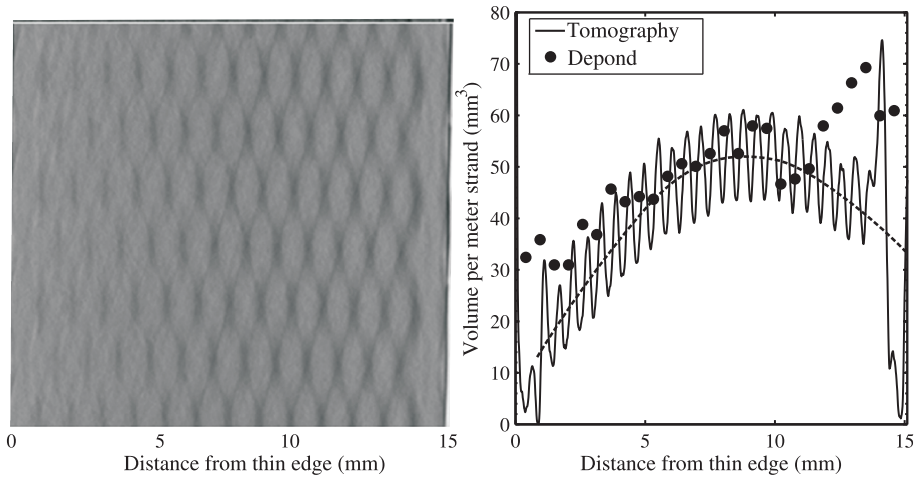 0 5 10 15
Distance from thin edge (mm)
Volume per meter strand (mm³)
80
70
60
50
40
30
20
10
0
Tomography
Depond
0 5 10 15
Distance from thin edge (mm)